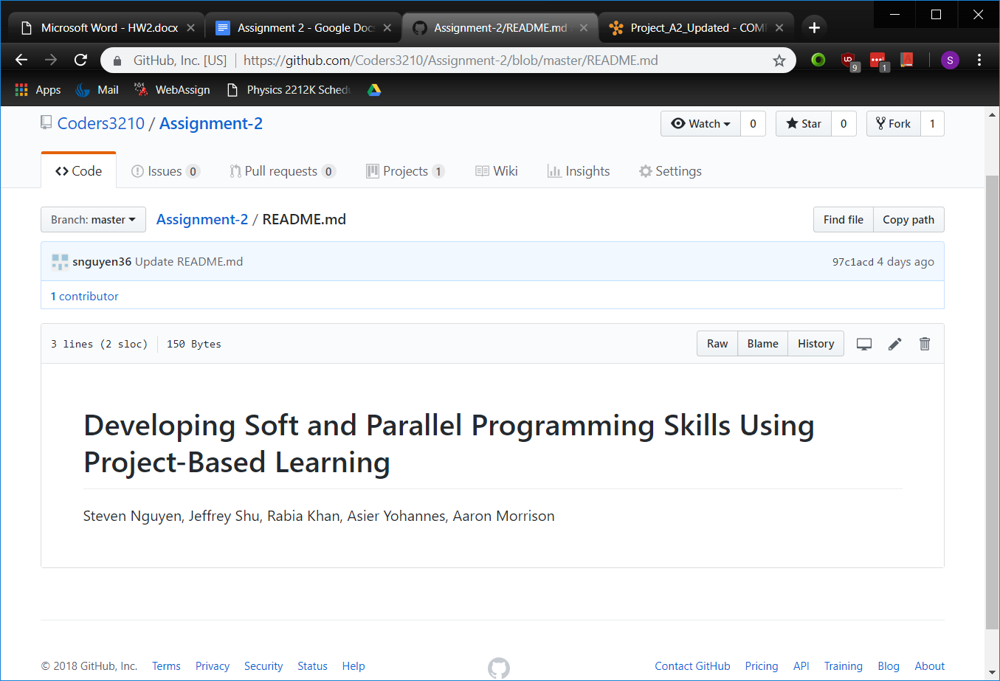 Microsoft Word - HW2.docx
Assignment 2 - Google Docs
Assignment-2/README.md
Project_A2_Updated - COM
GitHub, Inc. [US] https://github.com/Coders3210/Assignment-2/blob/master/README.md
9
1
S
Apps Mail WebAssign Physics 2212K Sched
Coders3210 / Assignment-2
Watch 0 Star 0 Fork 1
Code Issues 0 Pull requests 0 Projects 1 Wiki Insights Settings
Branch: master Assignment-2 / README.md Find file Copy path
snguyen36 Update README.md 97c1acd 4 days ago
1 contributor
3 lines (2 sloc) 150 Bytes Raw Blame History
Developing Soft and Parallel Programming Skills Using
Project-Based Learning
Steven Nguyen, Jeffrey Shu, Rabia Khan, Asier Yohannes, Aaron Morrison
© 2018 GitHub, Inc. Terms Privacy Security Status Help Contact GitHub Pricing API Training Blog About